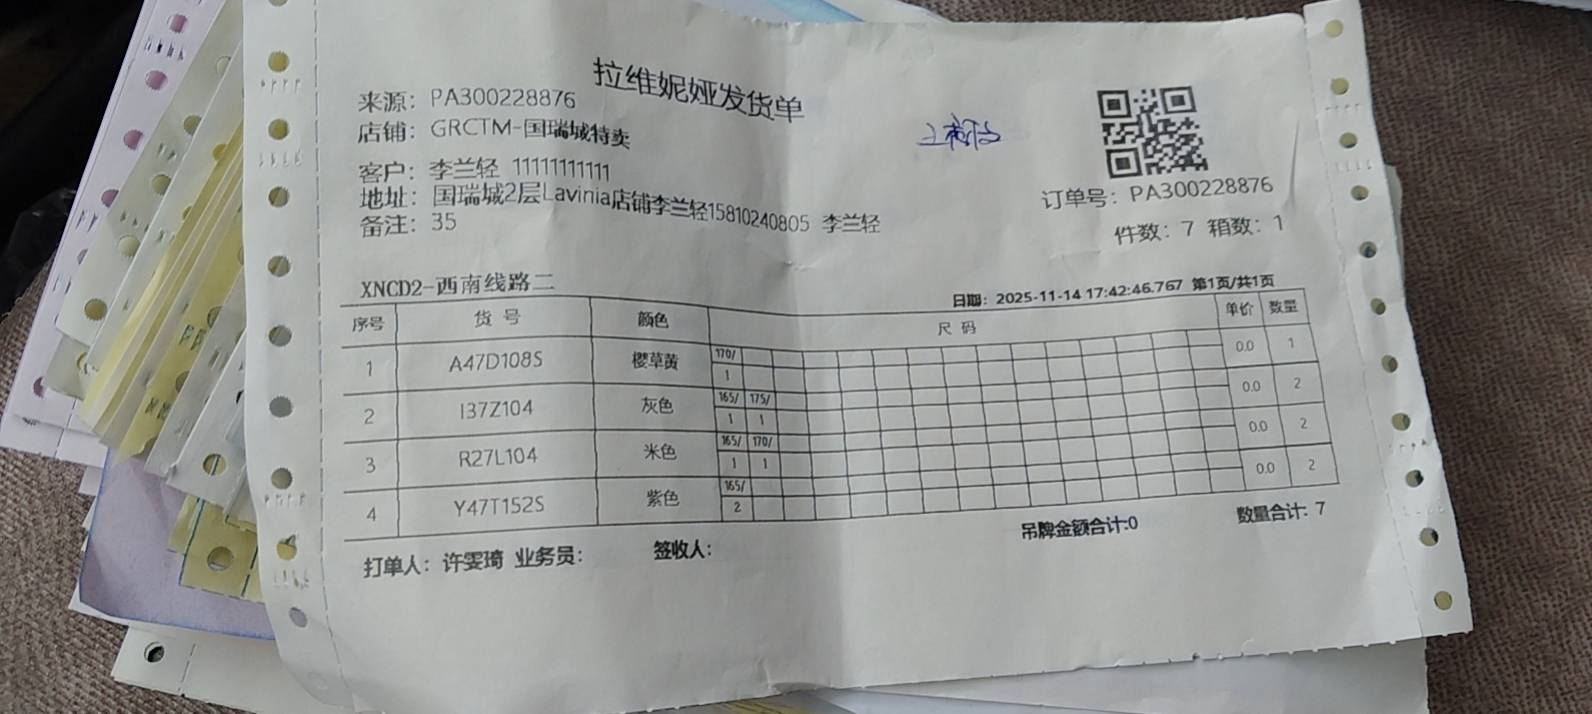 拉维妮娅发货单
来源：PA300228876
店铺：GRCTM-国瑞城特卖
客户：李兰轻 11111111111
地址：国瑞城2层Lavinia店铺李兰轻15810240805 李兰轻
备注：35
订单号：PA300228876
件数：7 箱数：1
XNCD2-西南线路二
日期：2025-11-14 17:42:46.767 第1页/共1页
序号 货号 颜色 尺码 单价 数量
1 A47D108S 樱草黄 170/ 1 0.0 1
2 I37Z104 灰色 165/ 175/ 1 1 0.0 2
3 R27L104 米色 165/ 170/ 1 1 0.0 2
4 Y47T152S 紫色 165/ 2 0.0 2
吊牌金额合计:0 数量合计: 7
打单人：许雯琦 业务员： 签收人：